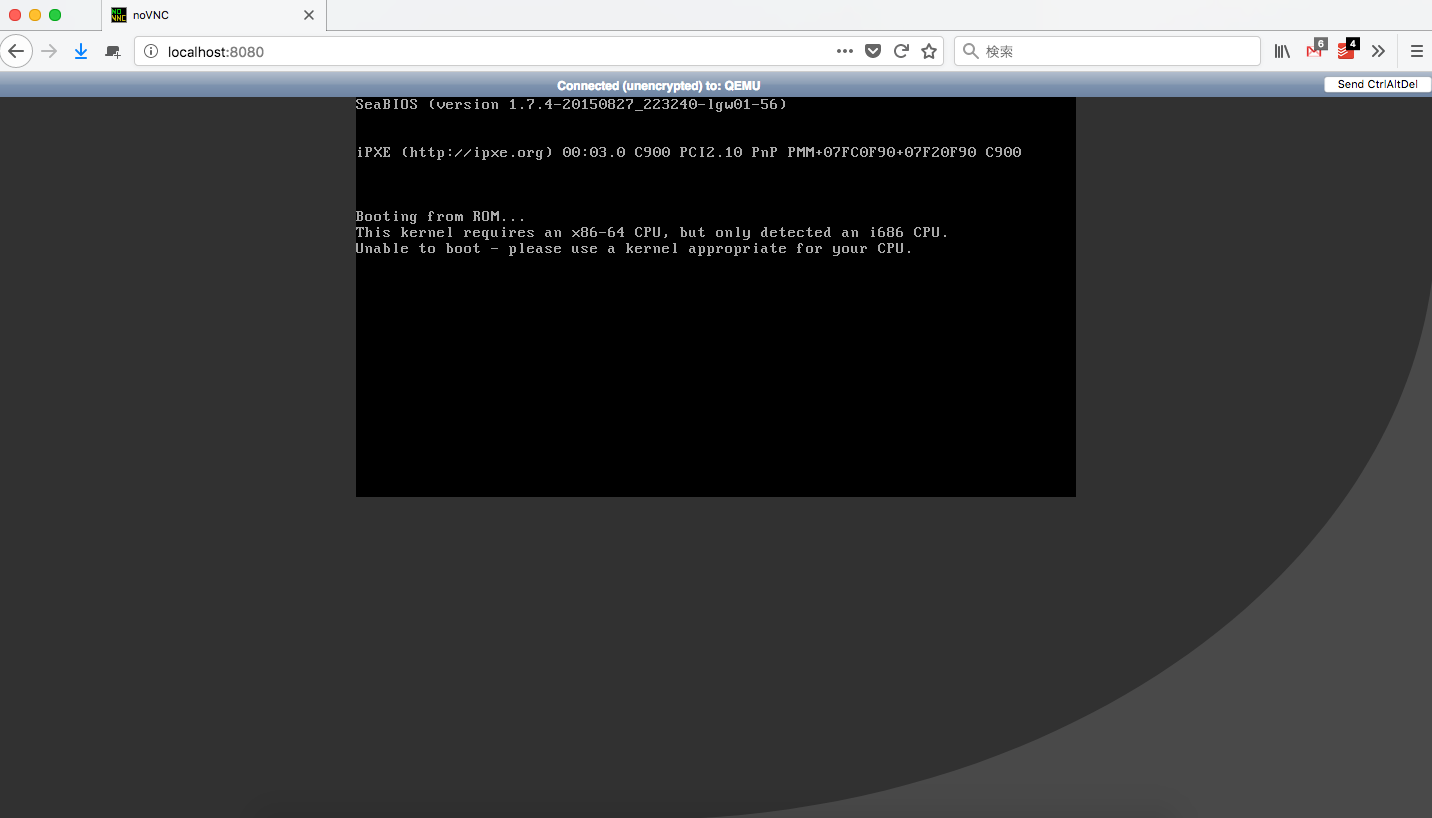 noVNC
localhost:8080
検索
6
4
Connected (unencrypted) to: QEMU
Send CtrlAltDel
SeaBIOS (version 1.7.4-20150827_223240-lgw01-56)
iPXE (http://ipxe.org) 00:03.0 C900 PCI2.10 PnP PMM+07FC0F90+07F20F90 C900
Booting from ROM...
This kernel requires an x86-64 CPU, but only detected an i686 CPU.
Unable to boot - please use a kernel appropriate for your CPU.